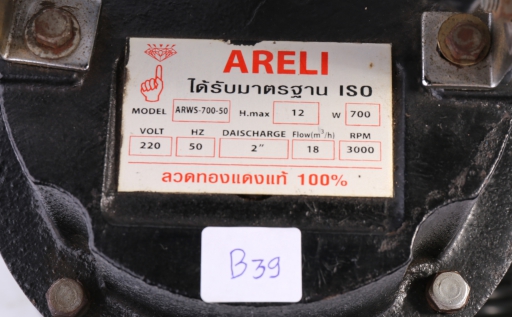 ARELI
ได้รับมาตรฐาน ISO
MODEL ARWS-700-50 H.max 12 W 700
VOLT HZ DAISCHARGE Flow(m³/h) RPM
220 50 2" 18 3000
ลวดทองแดงแท้ 100%
B39